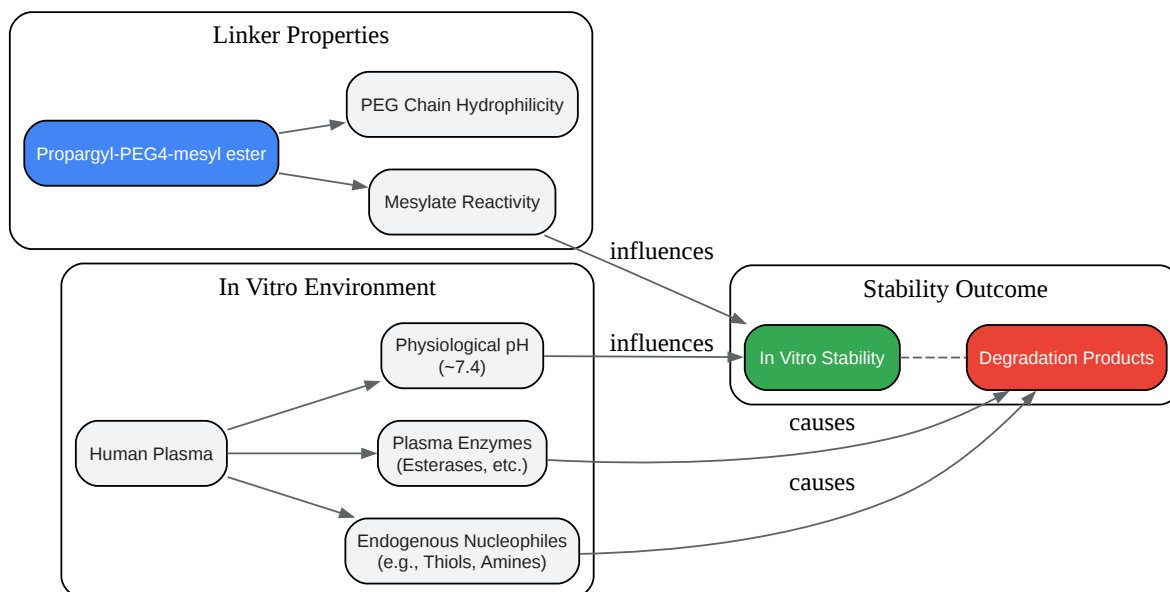 Linker Properties
PEG Chain Hydrophilicity
Propargyl-PEG4-mesyl ester
Mesylate Reactivity
influences
In Vitro Environment
Stability Outcome
Physiological pH
(~7.4)
influences
In Vitro Stability
Degradation Products
causes
Human Plasma
Plasma Enzymes
(Esterases, etc.)
causes
Endogenous Nucleophiles
(e.g., Thiols, Amines)